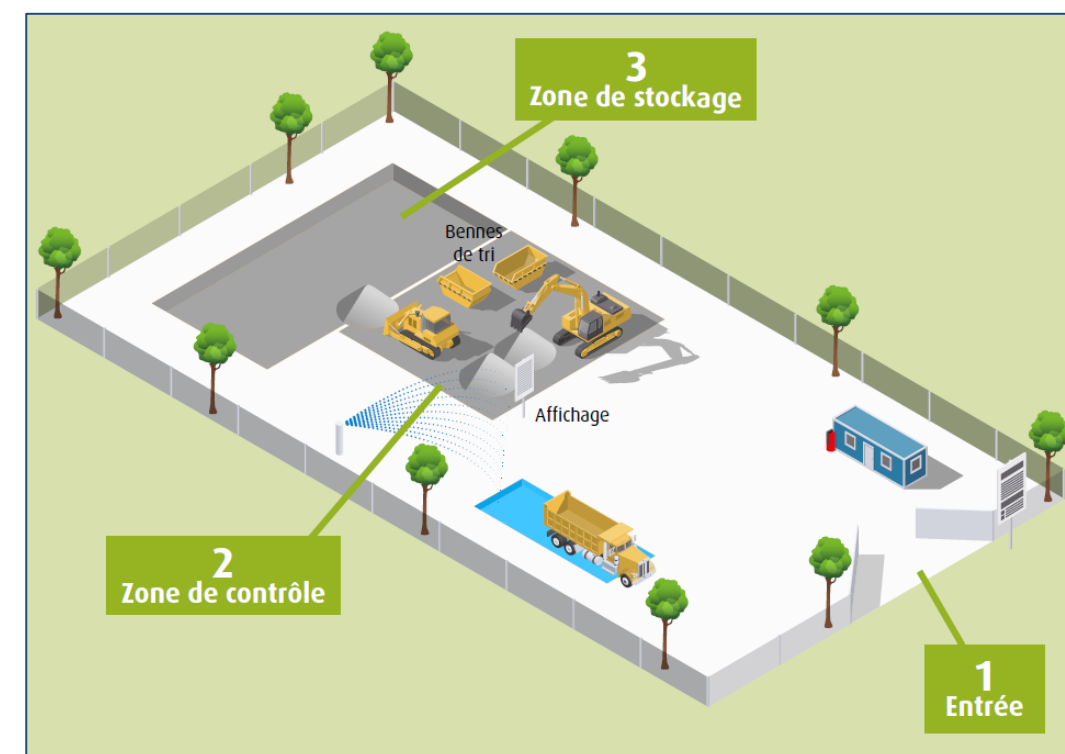 3
Zone de stockage
Bennes
de tri
Affichage
2
Zone de contrôle
1
Entrée